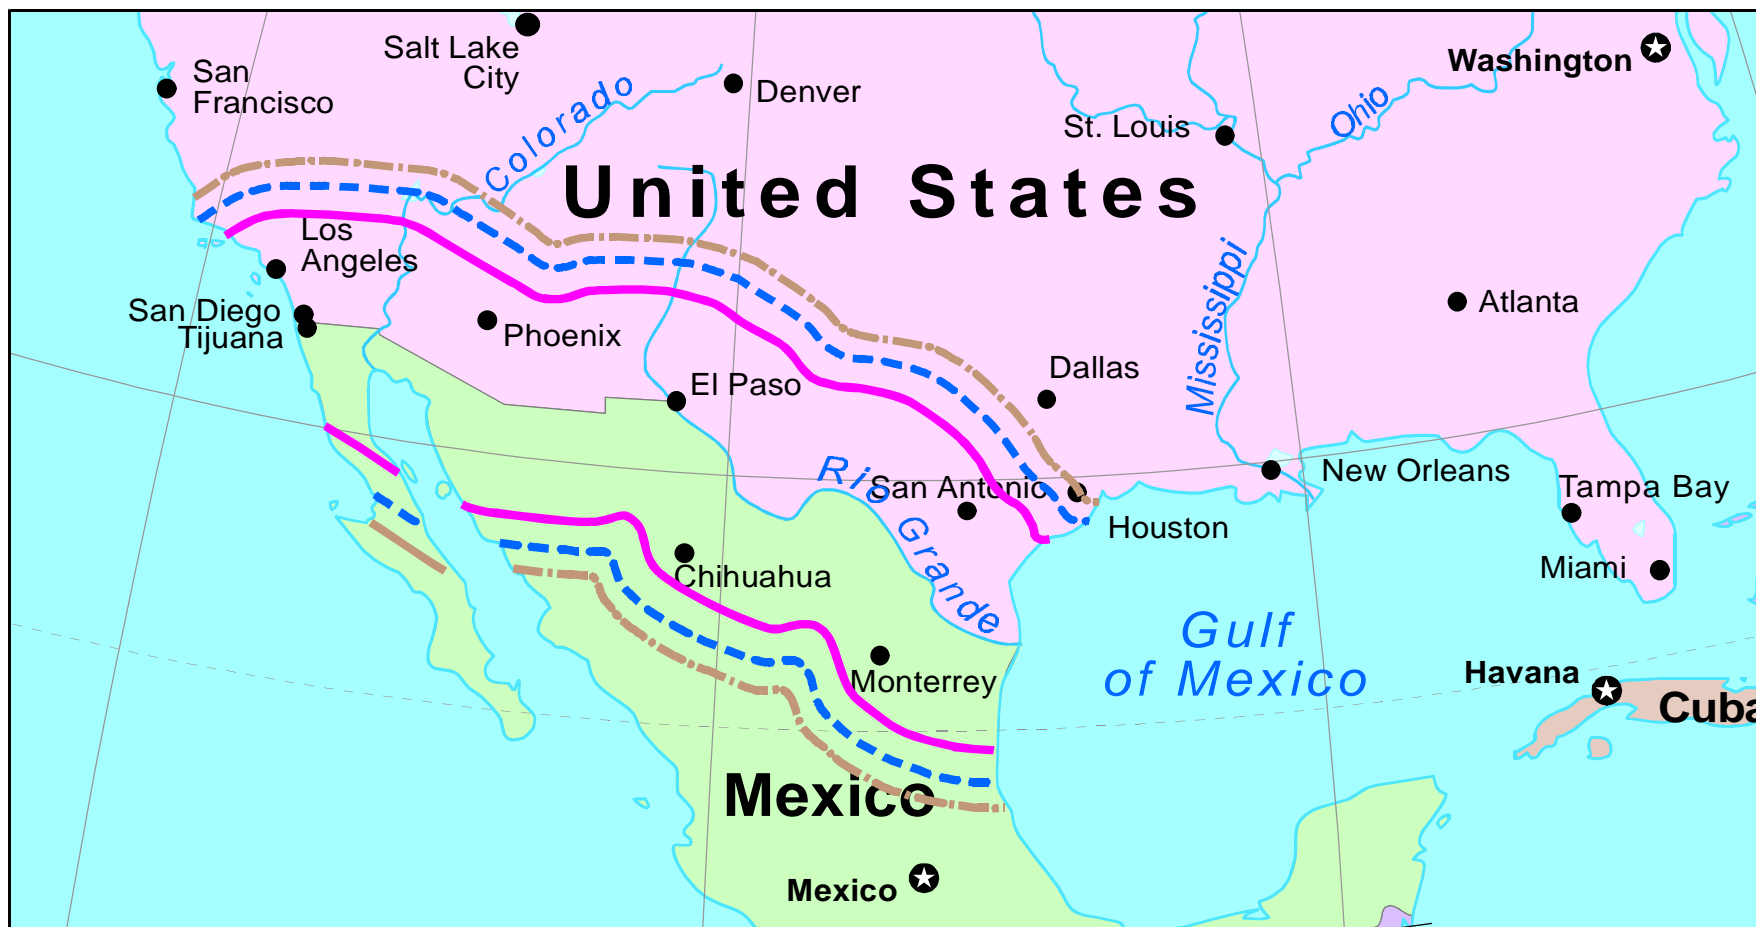 Salt Lake
City
San
Francisco
Washington
Denver
Colorado
Ohio
St. Louis
United States
Los
Angeles
Mississippi
San Diego
Tijuana
Phoenix
Atlanta
Dallas
El Paso
Rio Grande
San Antonio
New Orleans
Tampa Bay
Houston
Miami
Chihuahua
Gulf
of Mexico
Monterrey
Havana
Cuba
Mexico
Mexico